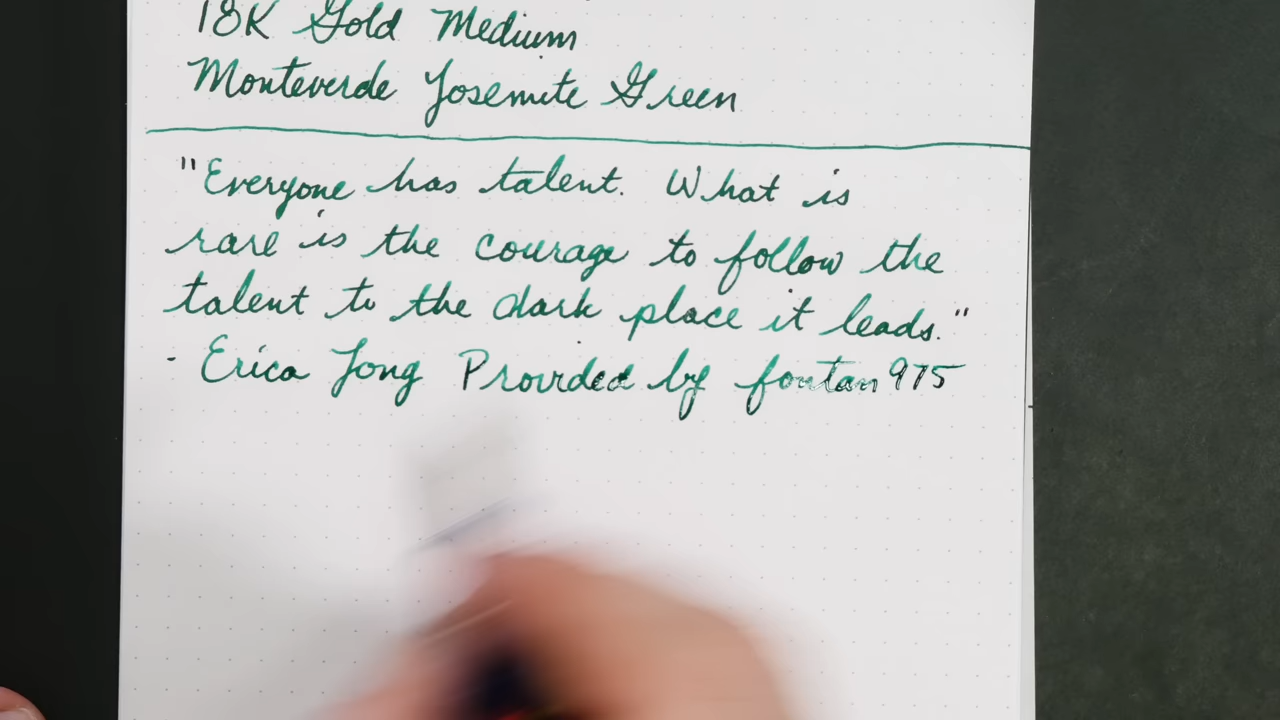 18K Gold Medium
Monteverde Yosemite Green
"Everyone has talent. What is
rare is the courage to follow the
talent to the dark place it leads."
- Erica Jong Provided by fontan975